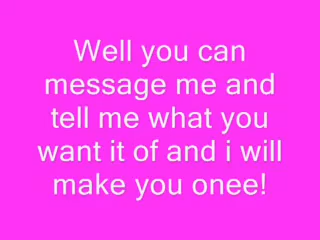 Well you can
message me and
tell me what you
want it of and i will
make you onee!